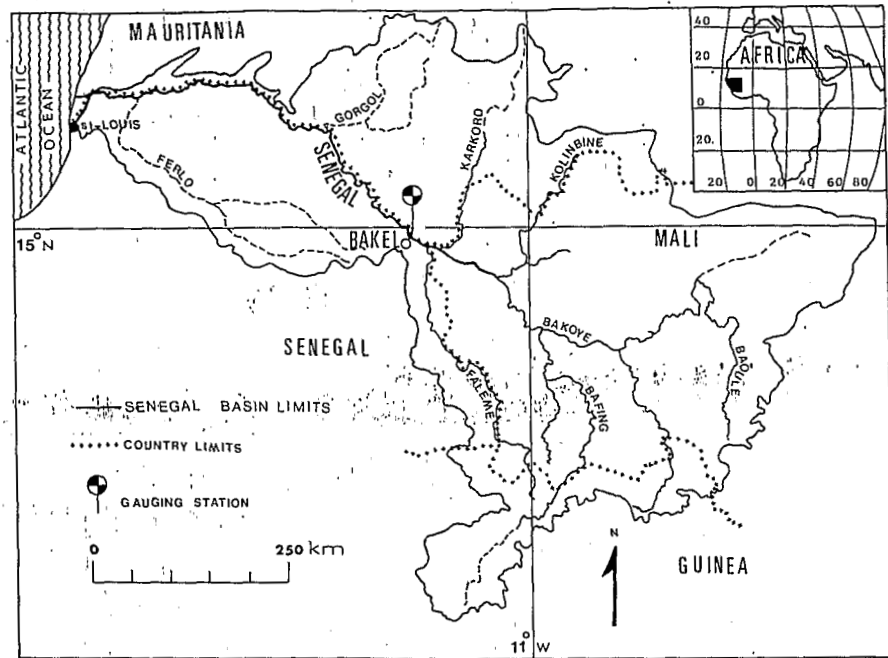 MAURITANIA
ATLANTIC
OCEAN
ST-LOUIS
GORGOL
KARKORO
KOLINBINE
SENEGAL
FERLO
15°N
BAKEL
MALI
BAKOYE
BAOULE
BAFING
FALEME
SENEGAL
SENEGAL BASIN LIMITS
COUNTRY LIMITS
GAUGING STATION
0 250 km
N
GUINEA
11° W
AFRICA
40
20
0
20.
20 0 20 40 60 80